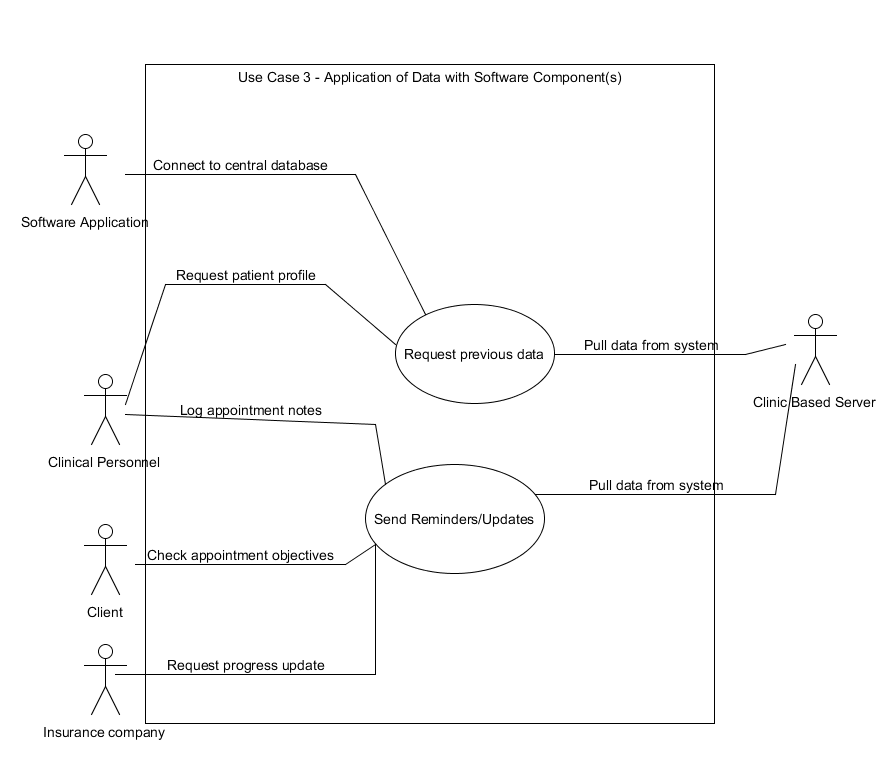 Use Case 3 - Application of Data with Software Component(s)
Connect to central database
Software Application
Request patient profile
Request previous data
Pull data from system
Clinic Based Server
Log appointment notes
Clinical Personnel
Pull data from system
Send Reminders/Updates
Check appointment objectives
Client
Request progress update
Insurance company